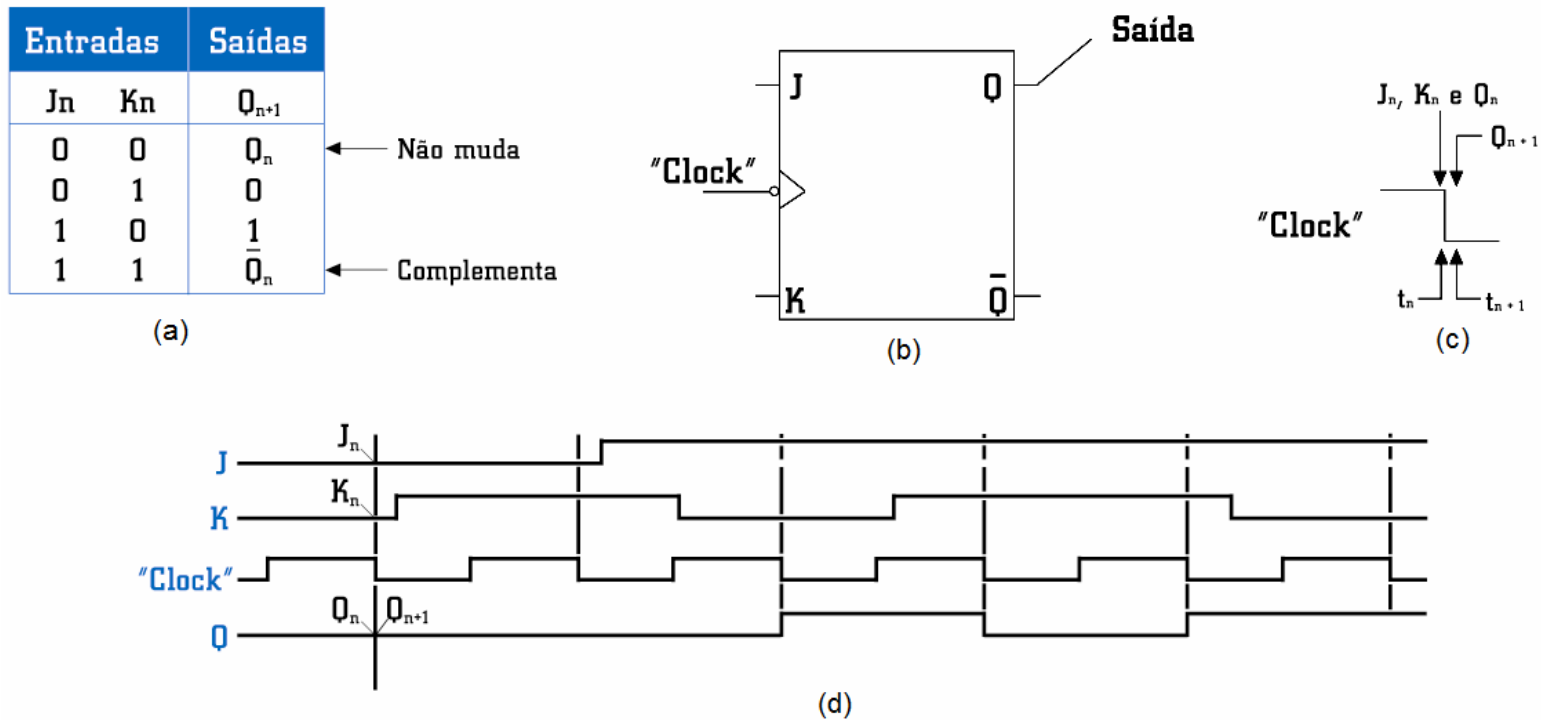 Entradas Saídas
Jn Kn Qn+1
0 0 Qn
Não muda
0 1 0
1 0 1
1 1 Q̅n
Complementa
(a)
Saída
J Q
"Clock"
K Q̅
(b)
Jn, Kn e Qn
Qn + 1
"Clock"
tn
tn + 1
(c)
Jn
J
Kn
K
"Clock"
Qn Qn+1
Q
(d)